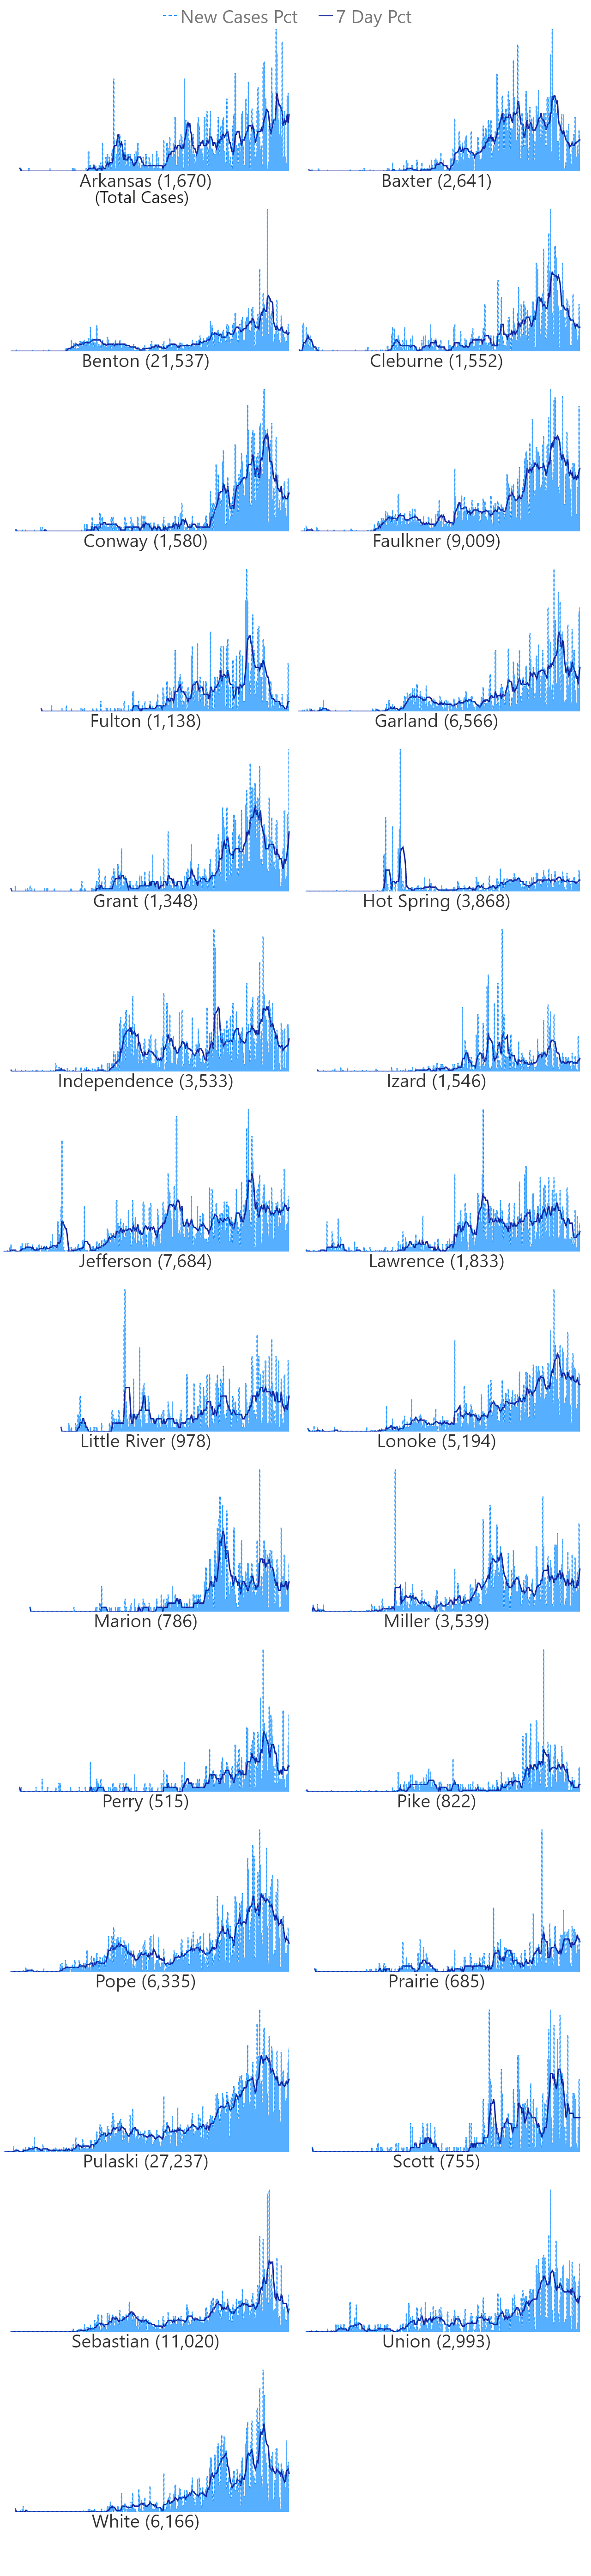 New Cases Pct 7 Day Pct
Arkansas (1,670) Baxter (2,641)
(Total Cases)
Benton (21,537) Cleburne (1,552)
Conway (1,580) Faulkner (9,009)
Fulton (1,138) Garland (6,566)
Grant (1,348) Hot Spring (3,868)
Independence (3,533) Izard (1,546)
Jefferson (7,684) Lawrence (1,833)
Little River (978) Lonoke (5,194)
Marion (786) Miller (3,539)
Perry (515) Pike (822)
Pope (6,335) Prairie (685)
Pulaski (27,237) Scott (755)
Sebastian (11,020) Union (2,993)
White (6,166)